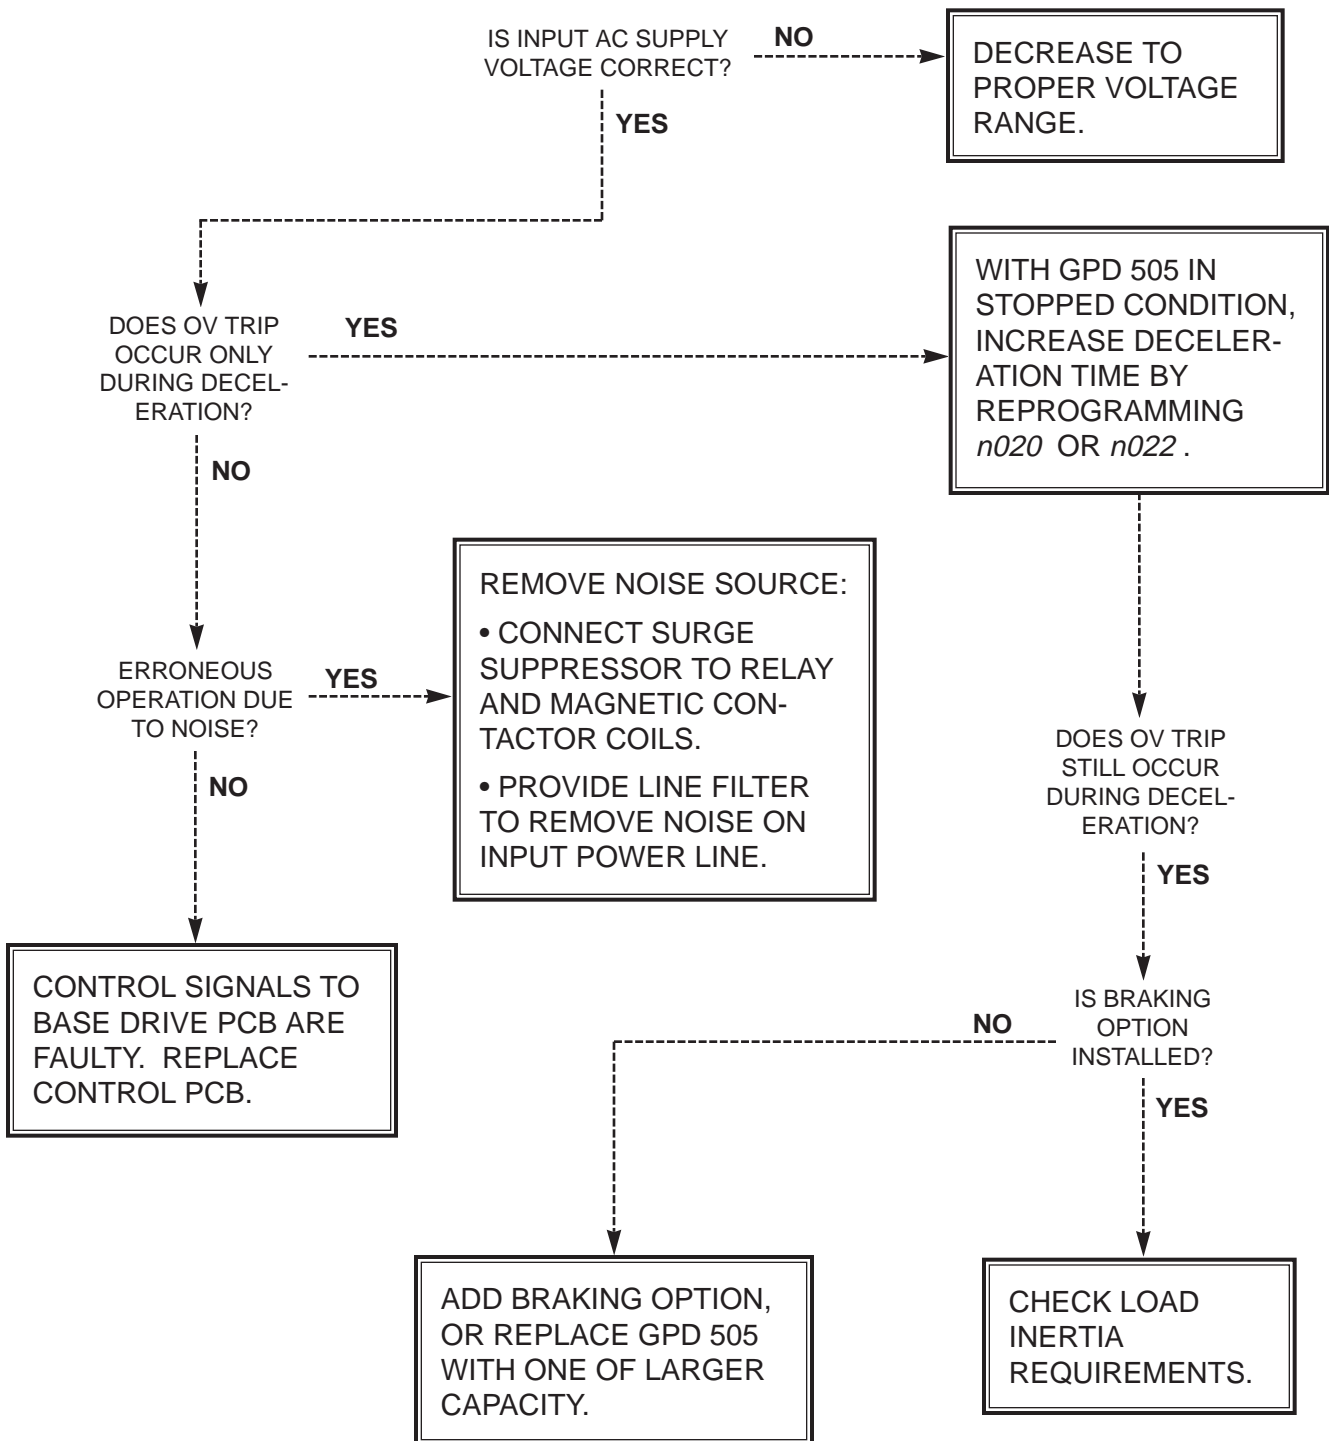 IS INPUT AC SUPPLY
VOLTAGE CORRECT?
NO
DECREASE TO
PROPER VOLTAGE
RANGE.
YES
DOES OV TRIP
OCCUR ONLY
DURING DECEL-
ERATION?
YES
WITH GPD 505 IN
STOPPED CONDITION,
INCREASE DECELER-
ATION TIME BY
REPROGRAMMING
n020 OR n022 .
NO
ERRONEOUS
OPERATION DUE
TO NOISE?
YES
REMOVE NOISE SOURCE:
• CONNECT SURGE
SUPPRESSOR TO RELAY
AND MAGNETIC CON-
TACTOR COILS.
• PROVIDE LINE FILTER
TO REMOVE NOISE ON
INPUT POWER LINE.
NO
CONTROL SIGNALS TO
BASE DRIVE PCB ARE
FAULTY. REPLACE
CONTROL PCB.
DOES OV TRIP
STILL OCCUR
DURING DECEL-
ERATION?
YES
IS BRAKING
OPTION
INSTALLED?
NO
YES
ADD BRAKING OPTION,
OR REPLACE GPD 505
WITH ONE OF LARGER
CAPACITY.
CHECK LOAD
INERTIA
REQUIREMENTS.